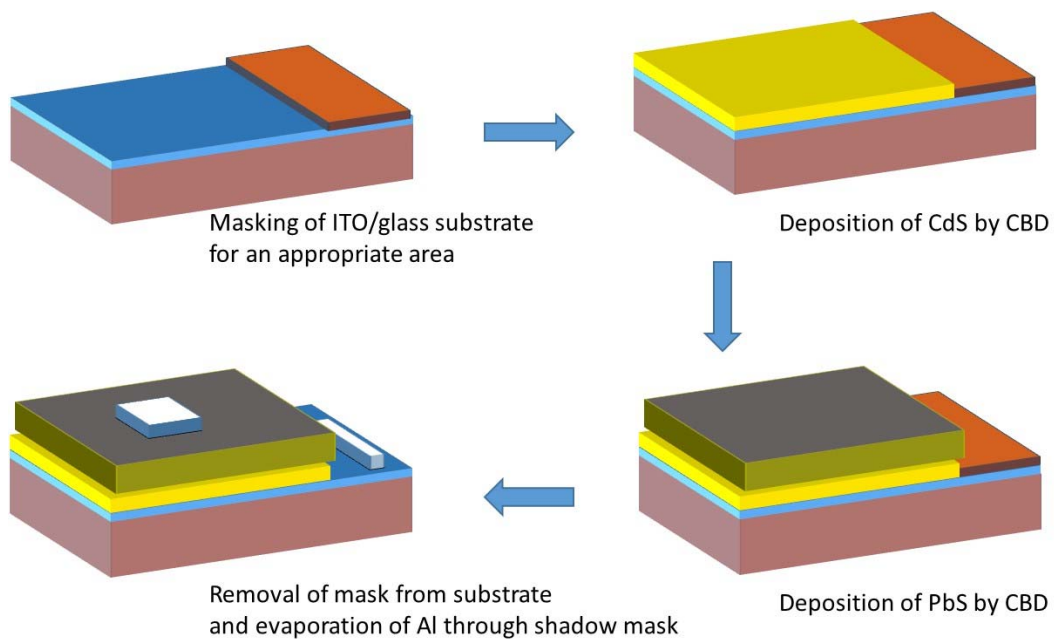 Masking of ITO/glass substrate
for an appropriate area
Deposition of CdS by CBD
Deposition of PbS by CBD
Removal of mask from substrate
and evaporation of Al through shadow mask